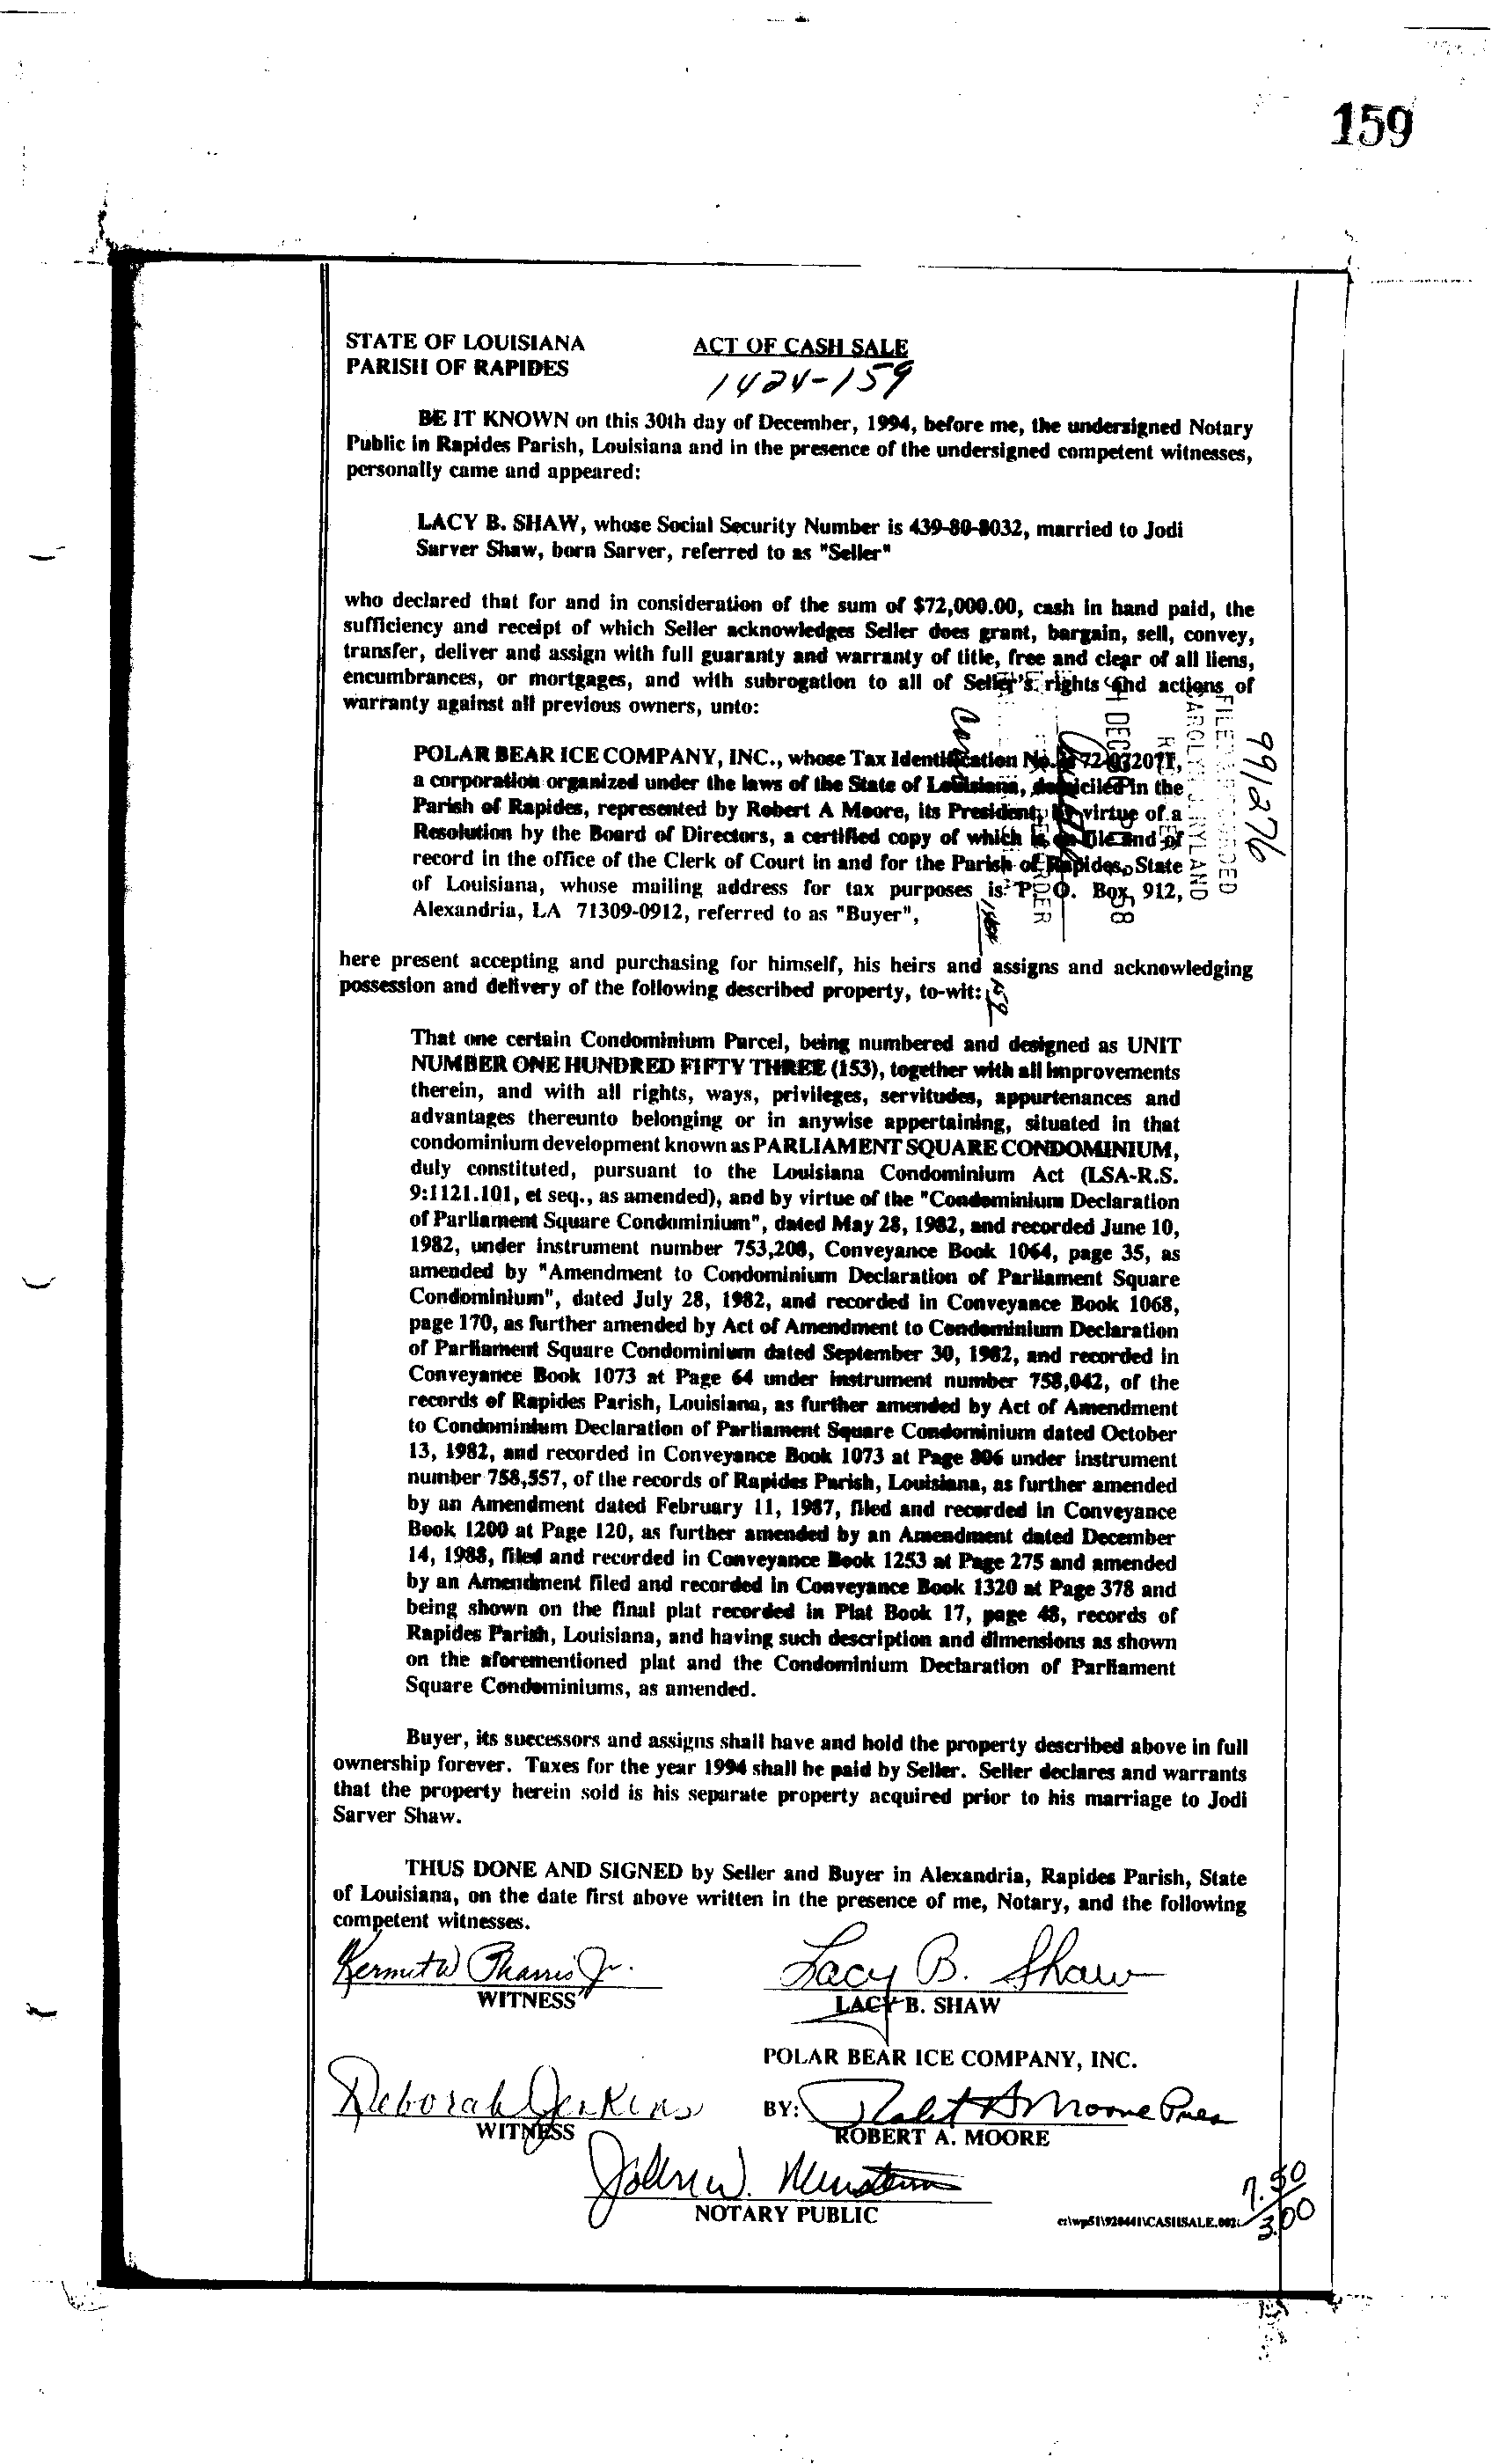 159
STATE OF LOUISIANA
ACT OF CASH SALE
PARISH OF RAPIDES
1424-159
BE IT KNOWN on this 30th day of December, 1994, before me, the undersigned Notary
Public in Rapides Parish, Louisiana and in the presence of the undersigned competent witnesses,
personally came and appeared:
LACY B. SHAW, whose Social Security Number is 439-80-8032, married to Jodi
Sarver Shaw, born Sarver, referred to as "Seller"
who declared that for and in consideration of the sum of $72,000.00, cash in hand paid, the
sufficiency and receipt of which Seller acknowledges Seller does grant, bargain, sell, convey,
transfer, deliver and assign with full guaranty and warranty of title, free and clear of all liens,
encumbrances, or mortgages, and with subrogation to all of Seller's rights and actions of
warranty against all previous owners, unto:
POLAR BEAR ICE COMPANY, INC., whose Tax Identification No.
a corporation organized under the laws of the State of Louisiana, domiciled in the
Parish of Rapides, represented by Robert A Moore, its President, by virtue of a
Resolution by the Board of Directors, a certified copy of which is on file and of
record in the office of the Clerk of Court in and for the Parish of Rapides, State
of Louisiana, whose mailing address for tax purposes is: P. O. Box 912,
Alexandria, LA 71309-0912, referred to as "Buyer",
991276
here present accepting and purchasing for himself, his heirs and assigns and acknowledging
possession and delivery of the following described property, to-wit:
159
That one certain Condominium Parcel, being numbered and designed as UNIT
NUMBER ONE HUNDRED FIFTY THREE (153), together with all improvements
therein, and with all rights, ways, privileges, servitudes, appurtenances and
advantages thereunto belonging or in anywise appertaining, situated in that
condominium development known as PARLIAMENT SQUARE CONDOMINIUM,
duly constituted, pursuant to the Louisiana Condominium Act (LSA-R.S.
9:1121.101, et seq., as amended), and by virtue of the "Condominium Declaration
of Parliament Square Condominium", dated May 28, 1982, and recorded June 10,
1982, under instrument number 753,208, Conveyance Book 1064, page 35, as
amended by "Amendment to Condominium Declaration of Parliament Square
Condominium", dated July 28, 1982, and recorded in Conveyance Book 1068,
page 170, as further amended by Act of Amendment to Condominium Declaration
of Parliament Square Condominium dated September 30, 1982, and recorded in
Conveyance Book 1073 at Page 64 under instrument number 758,042, of the
records of Rapides Parish, Louisiana, as further amended by Act of Amendment
to Condominium Declaration of Parliament Square Condominium dated October
13, 1982, and recorded in Conveyance Book 1073 at Page 806 under instrument
number 758,557, of the records of Rapides Parish, Louisiana, as further amended
by an Amendment dated February 11, 1987, filed and recorded in Conveyance
Book 1200 at Page 120, as further amended by an Amendment dated December
14, 1988, filed and recorded in Conveyance Book 1253 at Page 275 and amended
by an Amendment filed and recorded in Conveyance Book 1320 at Page 378 and
being shown on the final plat recorded in Plat Book 17, page 48, records of
Rapides Parish, Louisiana, and having such description and dimensions as shown
on the aforementioned plat and the Condominium Declaration of Parliament
Square Condominiums, as amended.
Buyer, its successors and assigns shall have and hold the property described above in full
ownership forever. Taxes for the year 1994 shall be paid by Seller. Seller declares and warrants
that the property herein sold is his separate property acquired prior to his marriage to Jodi
Sarver Shaw.
THUS DONE AND SIGNED by Seller and Buyer in Alexandria, Rapides Parish, State
of Louisiana, on the date first above written in the presence of me, Notary, and the following
competent witnesses.
Kermit W Pharris Jr.
Lacy B. Shaw
WITNESS
LACY B. SHAW
POLAR BEAR ICE COMPANY, INC.
Deborah Jenkins
BY: Robert A Moore Pres
WITNESS
ROBERT A. MOORE
John W.
NOTARY PUBLIC
c:\wp51\920441\CASHSALE.002
7.50
3.00